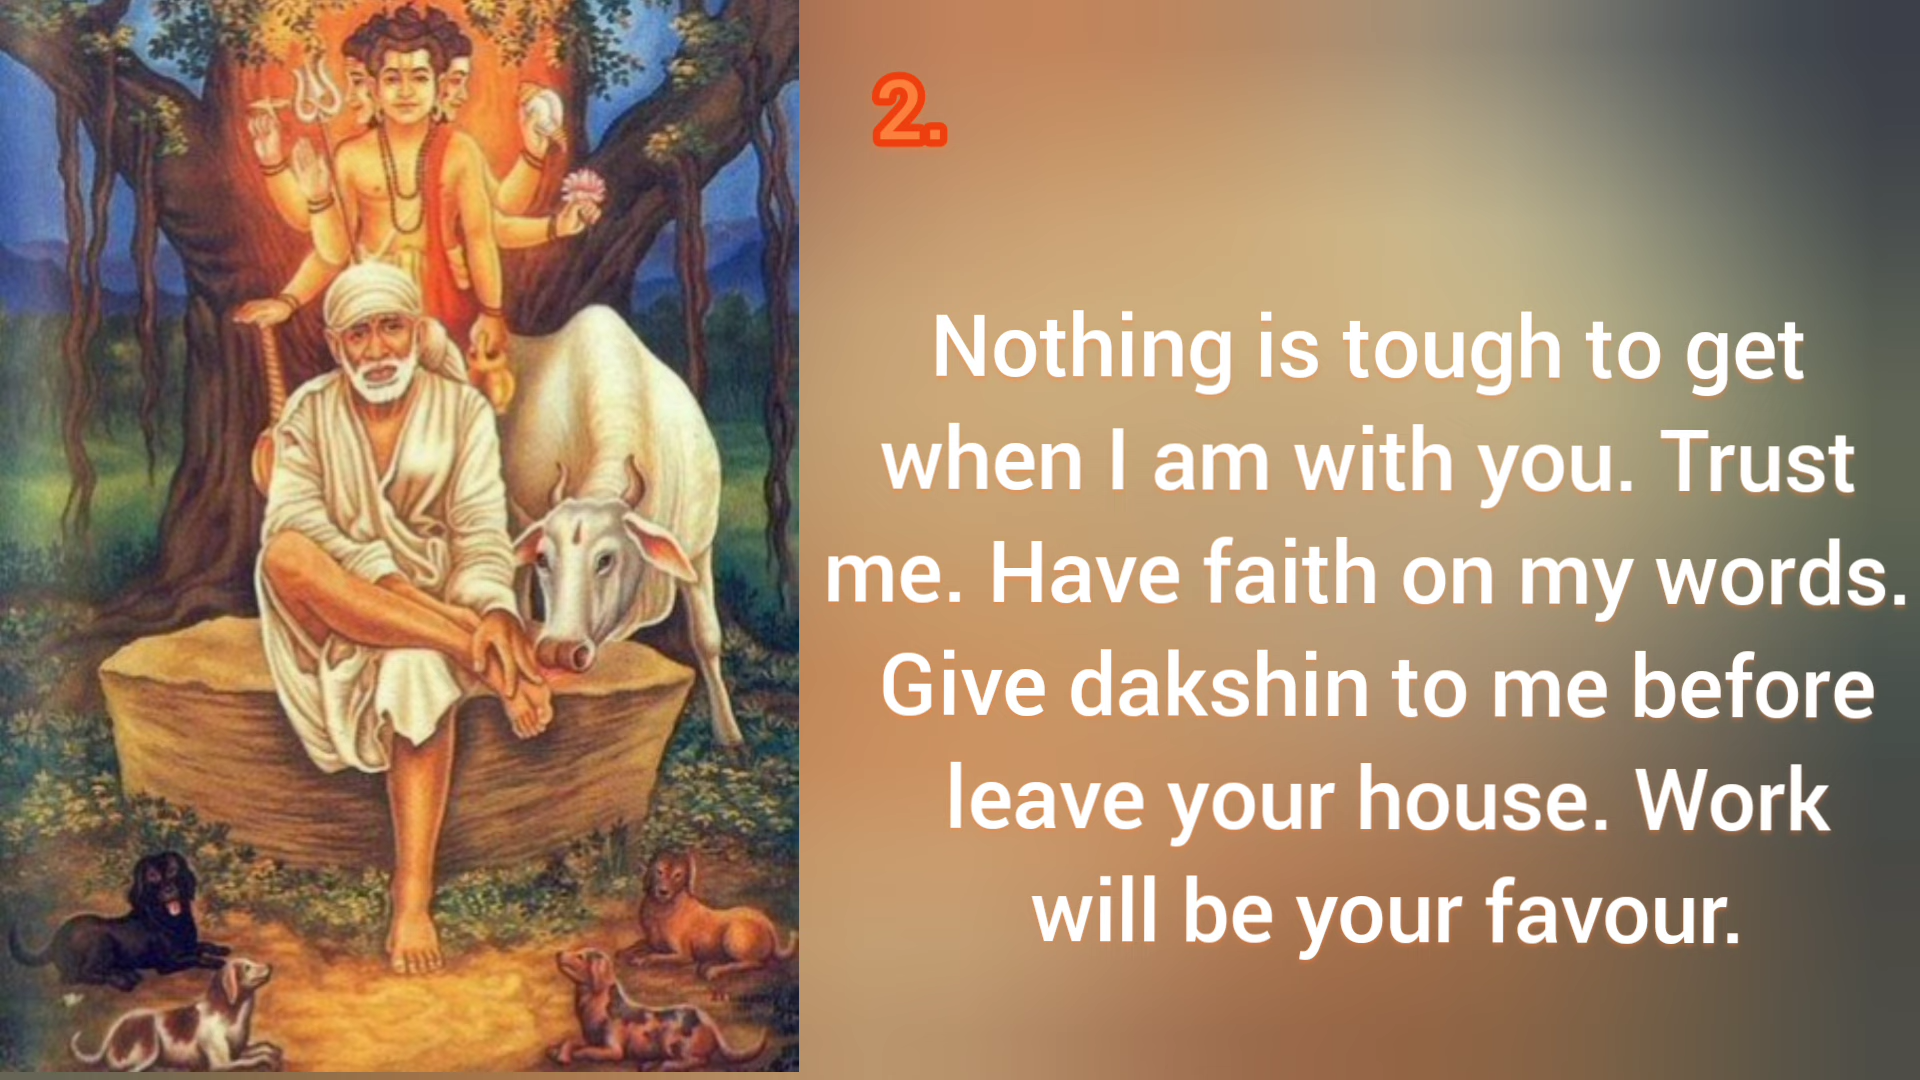 2.
Nothing is tough to get
when I am with you. Trust
me. Have faith on my words.
Give dakshin to me before
leave your house. Work
will be your favour.